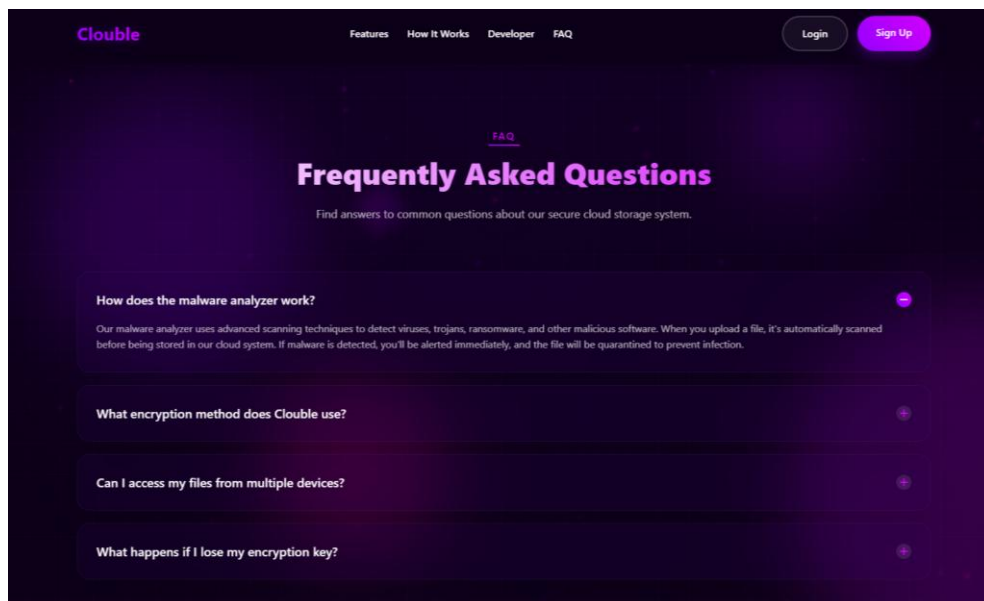 Clouble
Features
How It Works
Developer
FAQ
Login
Sign Up
FAQ
Frequently Asked Questions
Find answers to common questions about our secure cloud storage system.
How does the malware analyzer work?
Our malware analyzer uses advanced scanning techniques to detect viruses, trojans, ransomware, and other malicious software. When you upload a file, it's automatically scanned
before being stored in our cloud system. If malware is detected, you'll be alerted immediately, and the file will be quarantined to prevent infection.
What encryption method does Clouble use?
Can I access my files from multiple devices?
What happens if I lose my encryption key?